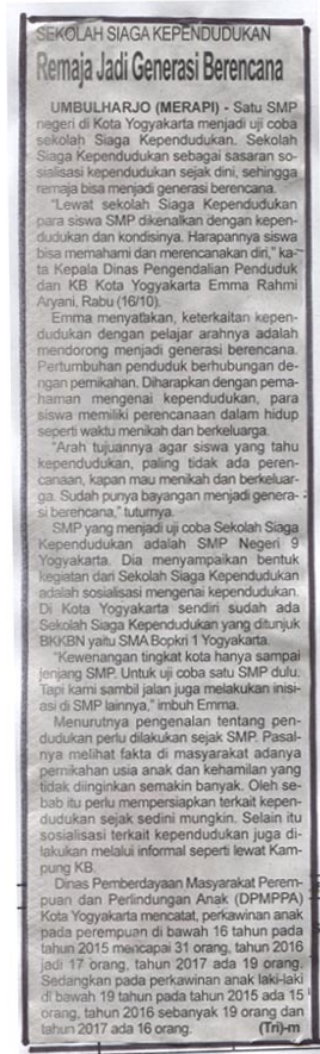 SEKOLAH SIAGA KEPENDUDUKAN
Remaja Jadi Generasi Berencana
UMBULHARJO (MERAPI) - Satu SMP
negeri di Kota Yogyakarta menjadi uji coba
sekolah Siaga Kependudukan. Sekolah
Siaga Kependudukan sebagai sasaran so-
sialisasi kependudukan sejak dini, sehingga
remaja bisa menjadi generasi berencana.
"Lewat sekolah Siaga Kependudukan
para siswa SMP dikenalkan dengan kepen-
dudukan dan kondisinya. Harapannya siswa
bisa memahami dan merencanakan diri," ka-
ta Kepala Dinas Pengendalian Penduduk
dan KB Kota Yogyakarta Emma Rahmi
Aryani, Rabu (16/10).
Emma menyatakan, keterkaitan kepen-
dudukan dengan pelajar arahnya adalah
mendorong menjadi generasi berencana.
Pertumbuhan penduduk berhubungan de-
ngan pernikahan. Diharapkan dengan pema-
haman mengenai kependudukan, para
siswa memiliki perencanaan dalam hidup
seperti waktu menikah dan berkeluarga.
"Arah tujuannya agar siswa yang tahu
kependudukan, paling tidak ada peren-
canaan, kapan mau menikah dan berkeluar-
ga. Sudah punya bayangan menjadi genera-
si berencana," tuturnya.
SMP yang menjadi uji coba Sekolah Siaga
Kependudukan adalah SMP Negeri 9
Yogyakarta. Dia menyampaikan bentuk
kegiatan dari Sekolah Siaga Kependudukan
adalah sosialisasi mengenai kependudukan.
Di Kota Yogyakarta sendiri sudah ada
Sekolah Siaga Kependudukan yang ditunjuk
BKKBN yaitu SMA Bopkri 1 Yogyakarta.
"Kewenangan tingkat kota hanya sampai
jenjang SMP. Untuk uji coba satu SMP dulu.
Tapi kami sambil jalan juga melakukan inisi-
asi di SMP lainnya," imbuh Emma.
Menurutnya pengenalan tentang pen-
dudukan perlu dilakukan sejak SMP. Pasal-
nya melihat fakta di masyarakat adanya
pernikahan usia anak dan kehamilan yang
tidak diinginkan semakin banyak. Oleh se-
bab itu perlu mempersiapkan terkait kepen-
dudukan sejak sedini mungkin. Selain itu
sosialisasi terkait kependudukan juga di-
lakukan melalui informal seperti lewat Kam-
pung KB.
Dinas Pemberdayaan Masyarakat Perem-
puan dan Perlindungan Anak (DPMPPA)
Kota Yogyakarta mencatat, perkawinan anak
pada perempuan di bawah 16 tahun pada
tahun 2015 mencapai 31 orang, tahun 2016
jadi 17 orang, tahun 2017 ada 19 orang.
Sedangkan pada perkawinan anak laki-laki
di bawah 19 tahun pada tahun 2015 ada 15
orang, tahun 2016 sebanyak 19 orang dan
tahun 2017 ada 16 orang. (Tri)-m